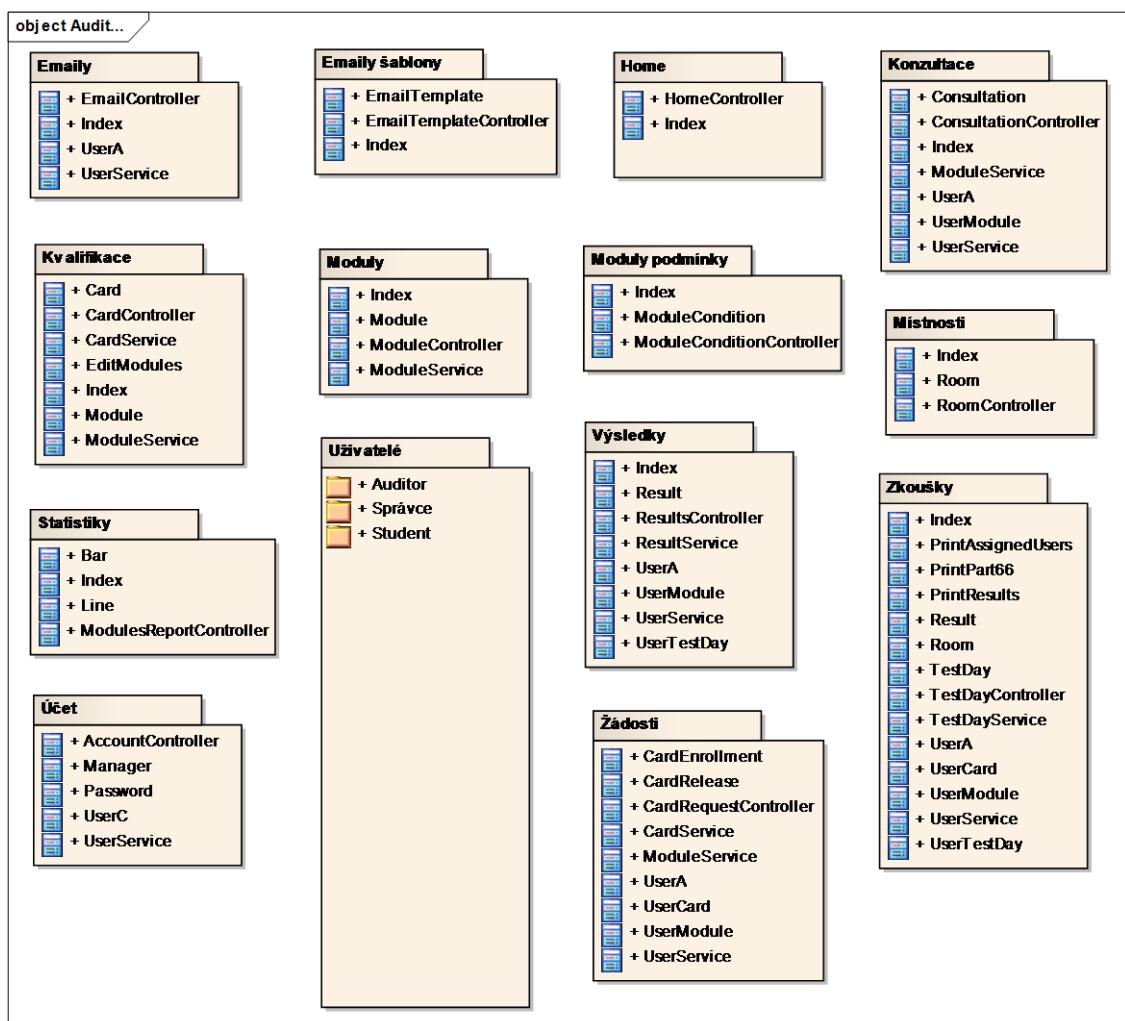 object Audit...
Emaily
+ EmailController
+ Index
+ UserA
+ UserService
Emaily šablony
+ EmailTemplate
+ EmailTemplateController
+ Index
Home
+ HomeController
+ Index
Konzultace
+ Consultation
+ ConsultationController
+ Index
+ ModuleService
+ UserA
+ UserModule
+ UserService
Kvalifikace
+ Card
+ CardController
+ CardService
+ EditModules
+ Index
+ Module
+ ModuleService
Moduly
+ Index
+ Module
+ ModuleController
+ ModuleService
Moduly podmínky
+ Index
+ ModuleCondition
+ ModuleConditionController
Místnosti
+ Index
+ Room
+ RoomController
Statistiky
+ Bar
+ Index
+ Line
+ ModulesReportController
Uživatelé
+ Auditor
+ Správce
+ Student
Výsledky
+ Index
+ Result
+ ResultsController
+ ResultService
+ UserA
+ UserModule
+ UserService
+ UserTestDay
Zkoušky
+ Index
+ PrintAssignedUsers
+ PrintPart66
+ PrintResults
+ Result
+ Room
+ TestDay
+ TestDayController
+ TestDayService
+ UserA
+ UserCard
+ UserModule
+ UserService
+ UserTestDay
Účet
+ AccountController
+ Manager
+ Password
+ UserC
+ UserService
Žádosti
+ CardEnrollment
+ CardRelease
+ CardRequestController
+ CardService
+ ModuleService
+ UserA
+ UserCard
+ UserModule
+ UserService